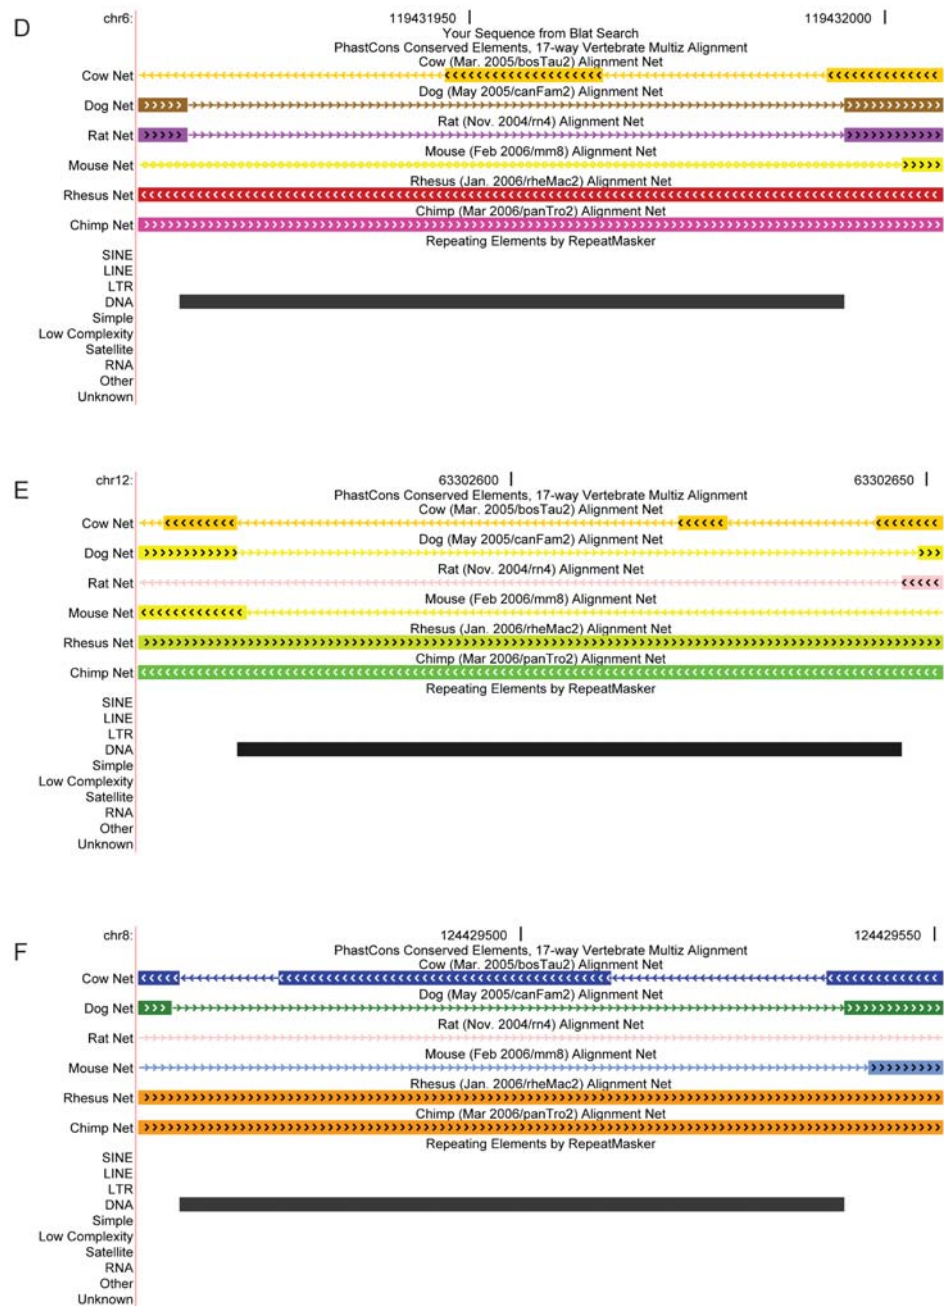 D
chr6: 119431950 119432000
Your Sequence from Blat Search
PhastCons Conserved Elements, 17-way Vertebrate Multiz Alignment
Cow (Mar. 2005/bosTau2) Alignment Net
Cow Net
Dog (May 2005/canFam2) Alignment Net
Dog Net
Rat (Nov. 2004/rn4) Alignment Net
Rat Net
Mouse (Feb 2006/mm8) Alignment Net
Mouse Net
Rhesus (Jan. 2006/rheMac2) Alignment Net
Rhesus Net
Chimp (Mar 2006/panTro2) Alignment Net
Chimp Net
Repeating Elements by RepeatMasker
SINE
LINE
LTR
DNA
Simple
Low Complexity
Satellite
RNA
Other
Unknown
E
chr12: 63302600 63302650
PhastCons Conserved Elements, 17-way Vertebrate Multiz Alignment
Cow (Mar. 2005/bosTau2) Alignment Net
Cow Net
Dog (May 2005/canFam2) Alignment Net
Dog Net
Rat (Nov. 2004/rn4) Alignment Net
Rat Net
Mouse (Feb 2006/mm8) Alignment Net
Mouse Net
Rhesus (Jan. 2006/rheMac2) Alignment Net
Rhesus Net
Chimp (Mar 2006/panTro2) Alignment Net
Chimp Net
Repeating Elements by RepeatMasker
SINE
LINE
LTR
DNA
Simple
Low Complexity
Satellite
RNA
Other
Unknown
F
chr8: 124429500 124429550
PhastCons Conserved Elements, 17-way Vertebrate Multiz Alignment
Cow (Mar. 2005/bosTau2) Alignment Net
Cow Net
Dog (May 2005/canFam2) Alignment Net
Dog Net
Rat (Nov. 2004/rn4) Alignment Net
Rat Net
Mouse (Feb 2006/mm8) Alignment Net
Mouse Net
Rhesus (Jan. 2006/rheMac2) Alignment Net
Rhesus Net
Chimp (Mar 2006/panTro2) Alignment Net
Chimp Net
Repeating Elements by RepeatMasker
SINE
LINE
LTR
DNA
Simple
Low Complexity
Satellite
RNA
Other
Unknown